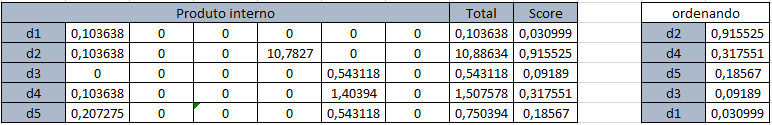 Produto interno Total Score ordenando
d1 0,103638 0 0 0 0 0 0,103638 0,030999 d2 0,915525
d2 0,103638 0 0 10,7827 0 0 10,88634 0,915525 d4 0,317551
d3 0 0 0 0 0,543118 0 0,543118 0,09189 d5 0,18567
d4 0,103638 0 0 0 1,40394 0 1,507578 0,317551 d3 0,09189
d5 0,207275 0 0 0 0,543118 0 0,750394 0,18567 d1 0,030999